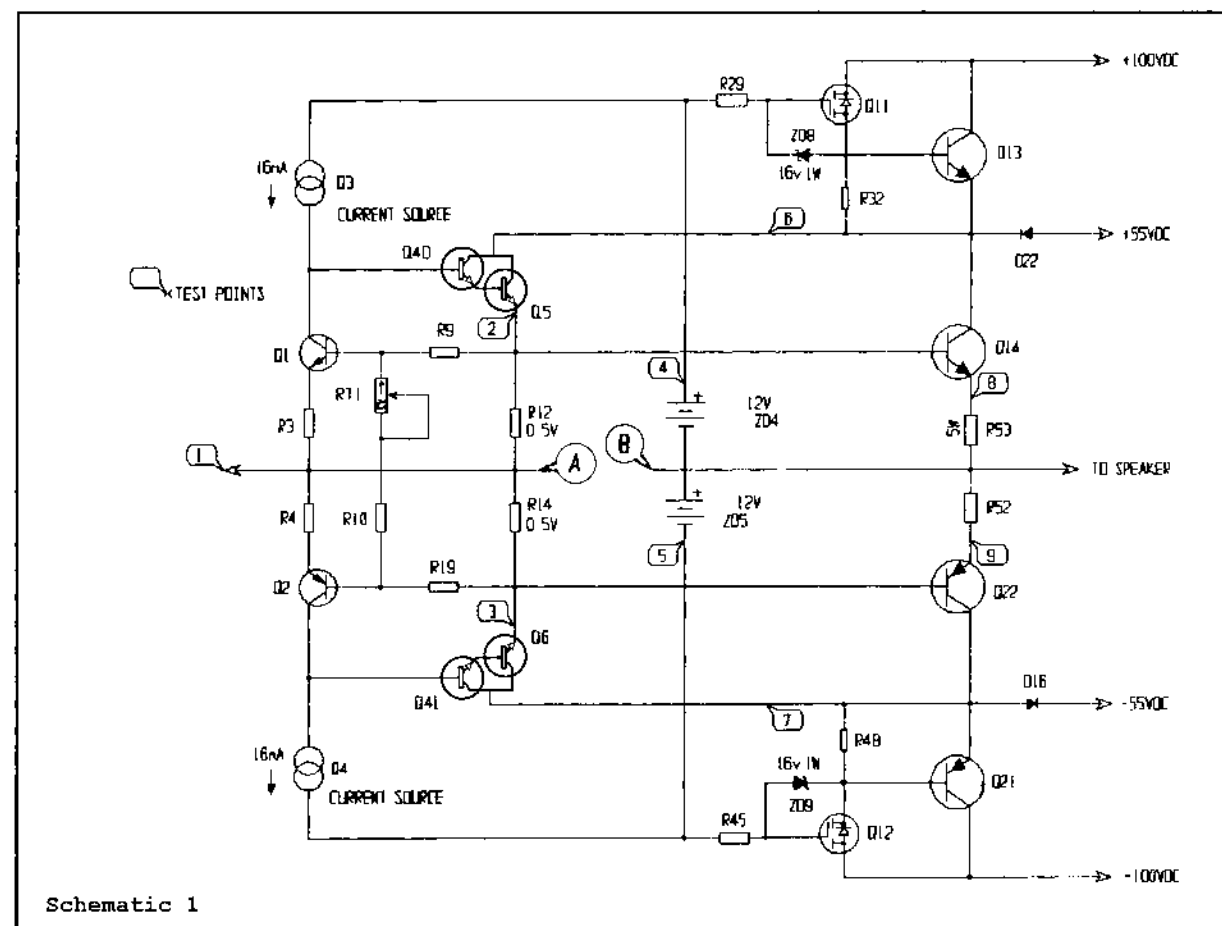 +100VDC
R29
Q11
ZD8
16v 1W
Q13
16mA
Q3
CURRENT SOURCE
R32
6
+55VDC
D22
Q40
TEST POINTS
Q5
2
R9
Q1
Q14
4
8
R71
12V
ZD4
R3
R12
0 5V
5W
R53
1
A
B
TO SPEAKER
R4
R10
R14
0 5V
12V
ZD5
R52
5
9
Q2
R19
Q22
3
Q6
Q41
D16
7
-55VDC
R48
16mA
Q4
CURRENT SOURCE
16v 1W
ZD9
Q21
R45
Q12
-100VDC
Schematic 1